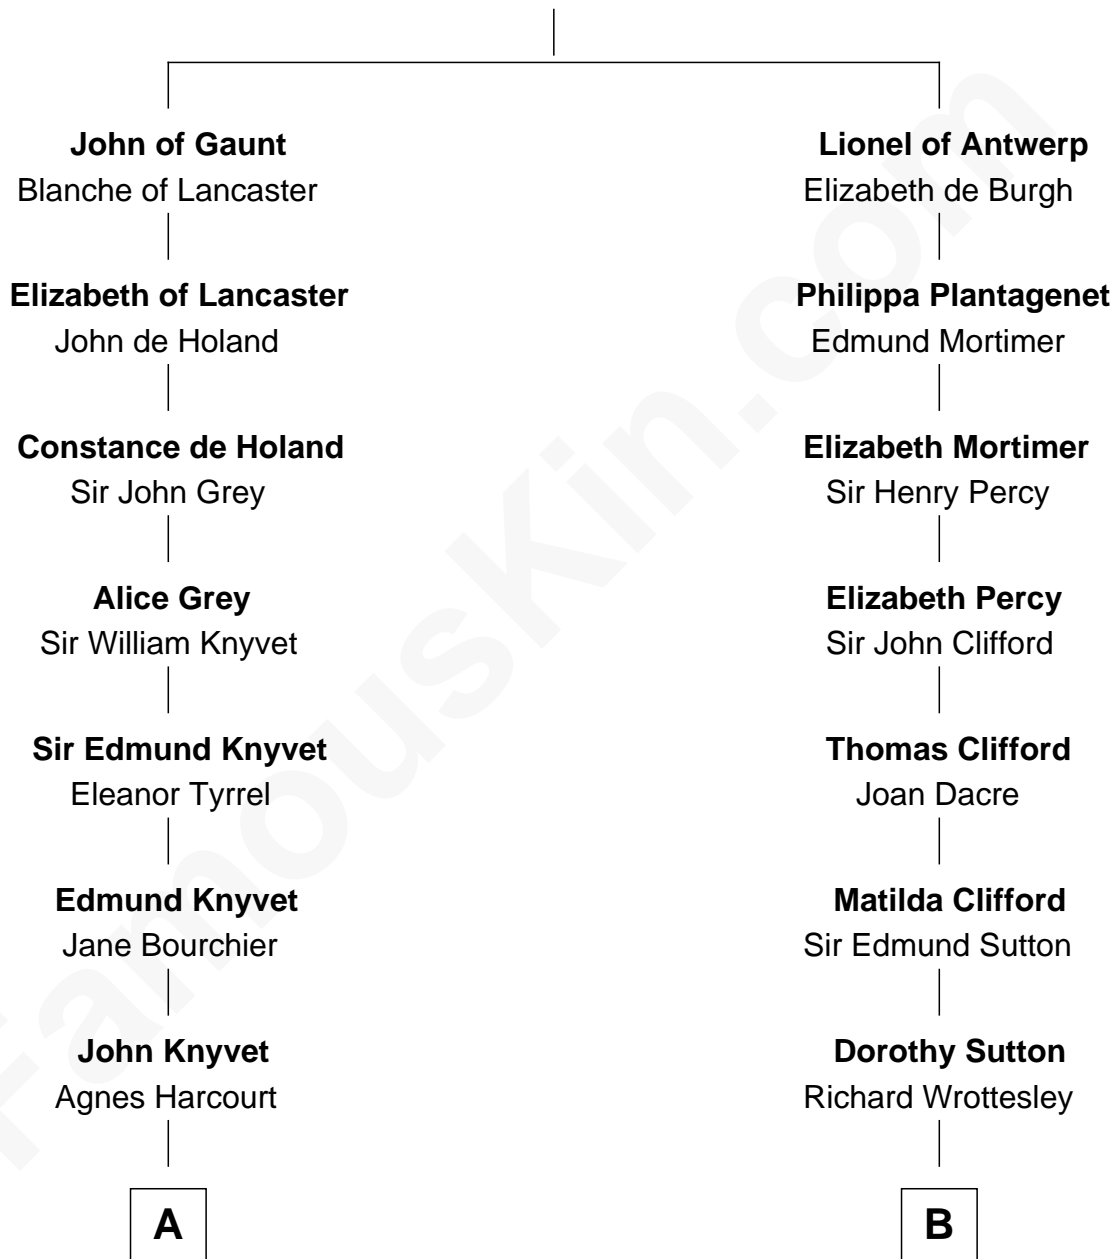 John of Gaunt
Blanche of Lancaster
Lionel of Antwerp
Elizabeth de Burgh
Elizabeth of Lancaster
John de Holand
Philippa Plantagenet
Edmund Mortimer
Constance de Holand
Sir John Grey
Elizabeth Mortimer
Sir Henry Percy
Alice Grey
Sir William Knyvet
Elizabeth Percy
Sir John Clifford
Sir Edmund Knyvet
Eleanor Tyrrel
Thomas Clifford
Joan Dacre
Edmund Knyvet
Jane Bourchier
Matilda Clifford
Sir Edmund Sutton
John Knyvet
Agnes Harcourt
Dorothy Sutton
Richard Wrottesley
A
B
FamousKin.com